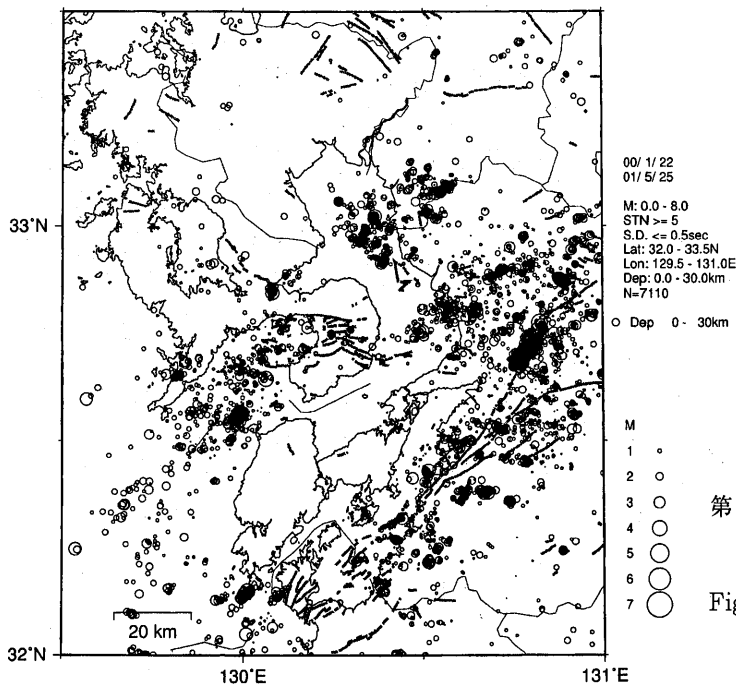 00/ 1/ 22
01/ 5/ 25
M: 0.0 - 8.0
STN >= 5
S.D. <= 0.5sec
Lat: 32.0 - 33.5N
Lon: 129.5 - 131.0E
Dep: 0.0 - 30.0km
N=7110
Dep 0 - 30km
33°N
M
1
2
3
4
5
6
7
第
Fig
20 km
32°N
130°E
131°E